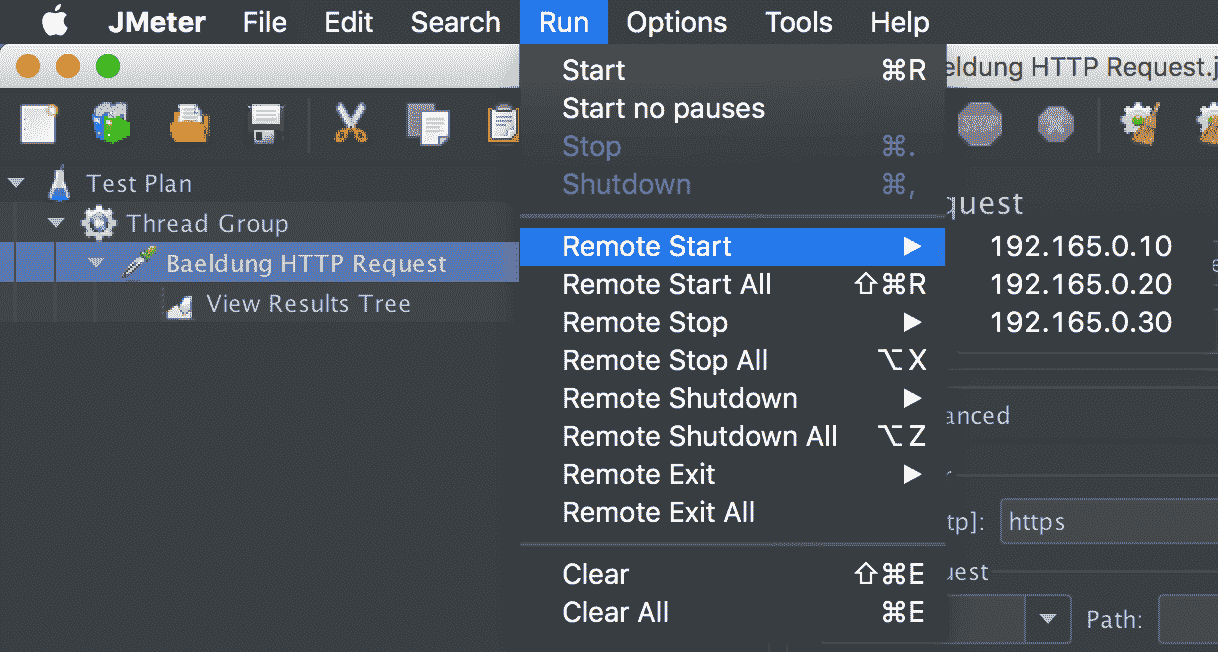 JMeter File Edit Search Run Options Tools Help
eldung HTTP Request.j
Start ⌘R
Start no pauses
Stop ⌘.
Shutdown ⌘,
Remote Start ▶
Remote Start All ⇧⌘R
Remote Stop ▶
Remote Stop All ⌥X
Remote Shutdown ▶
Remote Shutdown All ⌥Z
Remote Exit ▶
Remote Exit All
Clear ⇧⌘E
Clear All ⌘E
192.165.0.10
192.165.0.20
192.165.0.30
Test Plan
Thread Group
Baeldung HTTP Request
View Results Tree
quest
anced
tp]: https
uest
Path: